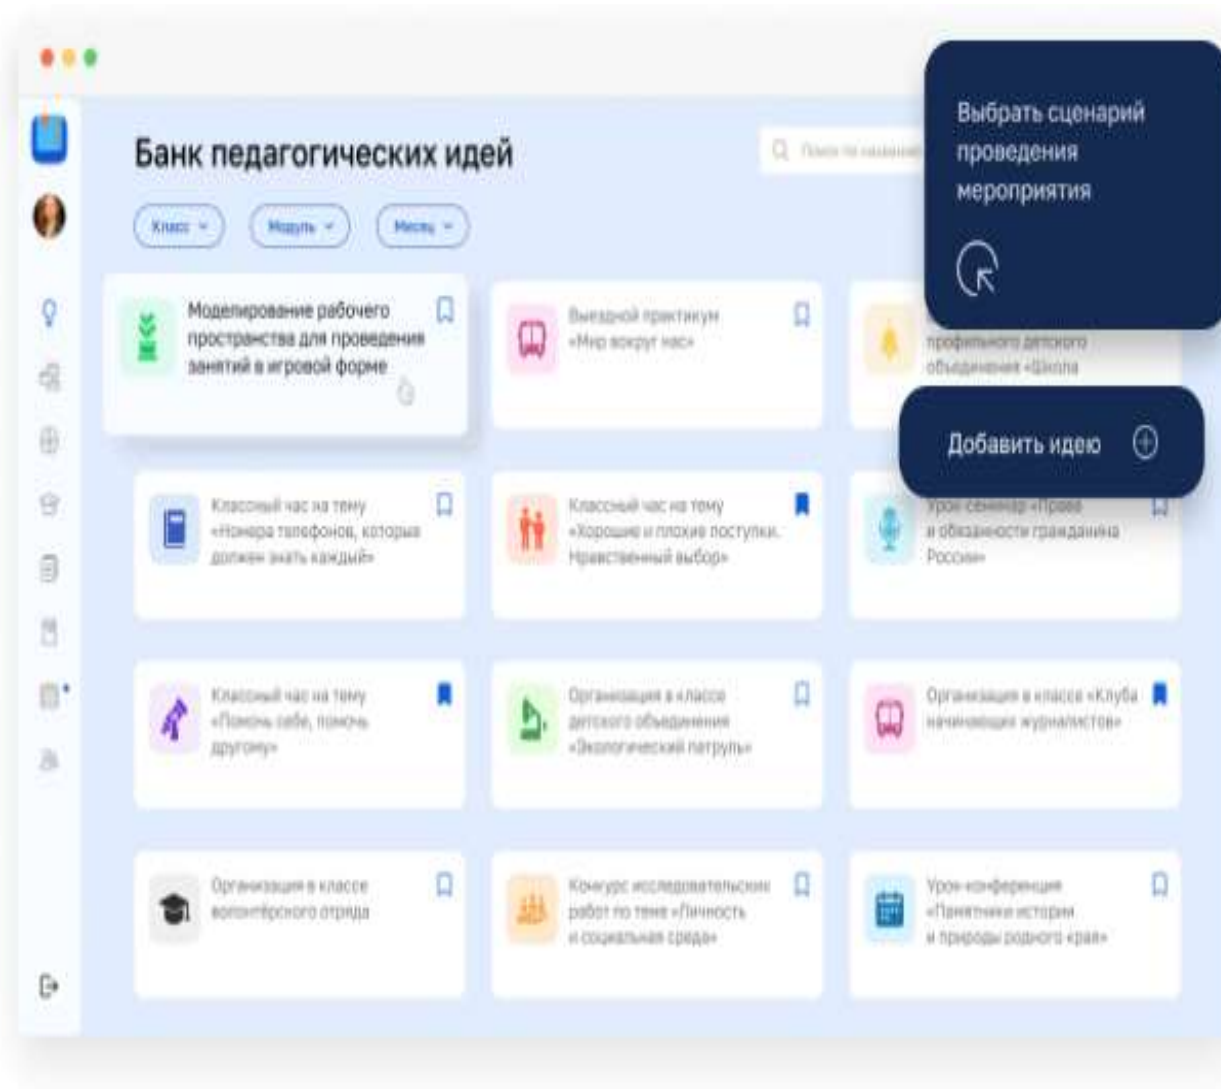 Выбрать сценарий
проведения
мероприятия
Банк педагогических идей
Поиск по названию
Класс
Модуль
Месяц
Моделирование рабочего
пространства для проведения
занятий в игровой форме
Выездной практикум
«Мир вокруг нас»
профильного детского
объединения «Школа
Добавить идею
Классный час на тему
«Номера телефонов, которые
должен знать каждый»
Классный час на тему
«Хорошие и плохие поступки.
Нравственный выбор»
Урок-семинар «Права
и обязанности гражданина
России»
Классный час на тему
«Помочь себе, помочь
другому»
Организация в классе
детского объединения
«Экологический патруль»
Организация в классе «Клуба
начинающих журналистов»
Организация в классе
волонтёрского отряда
Конкурс исследовательских
работ по теме «Личность
и социальная среда»
Урок-конференция
«Памятники истории
и природы родного края»